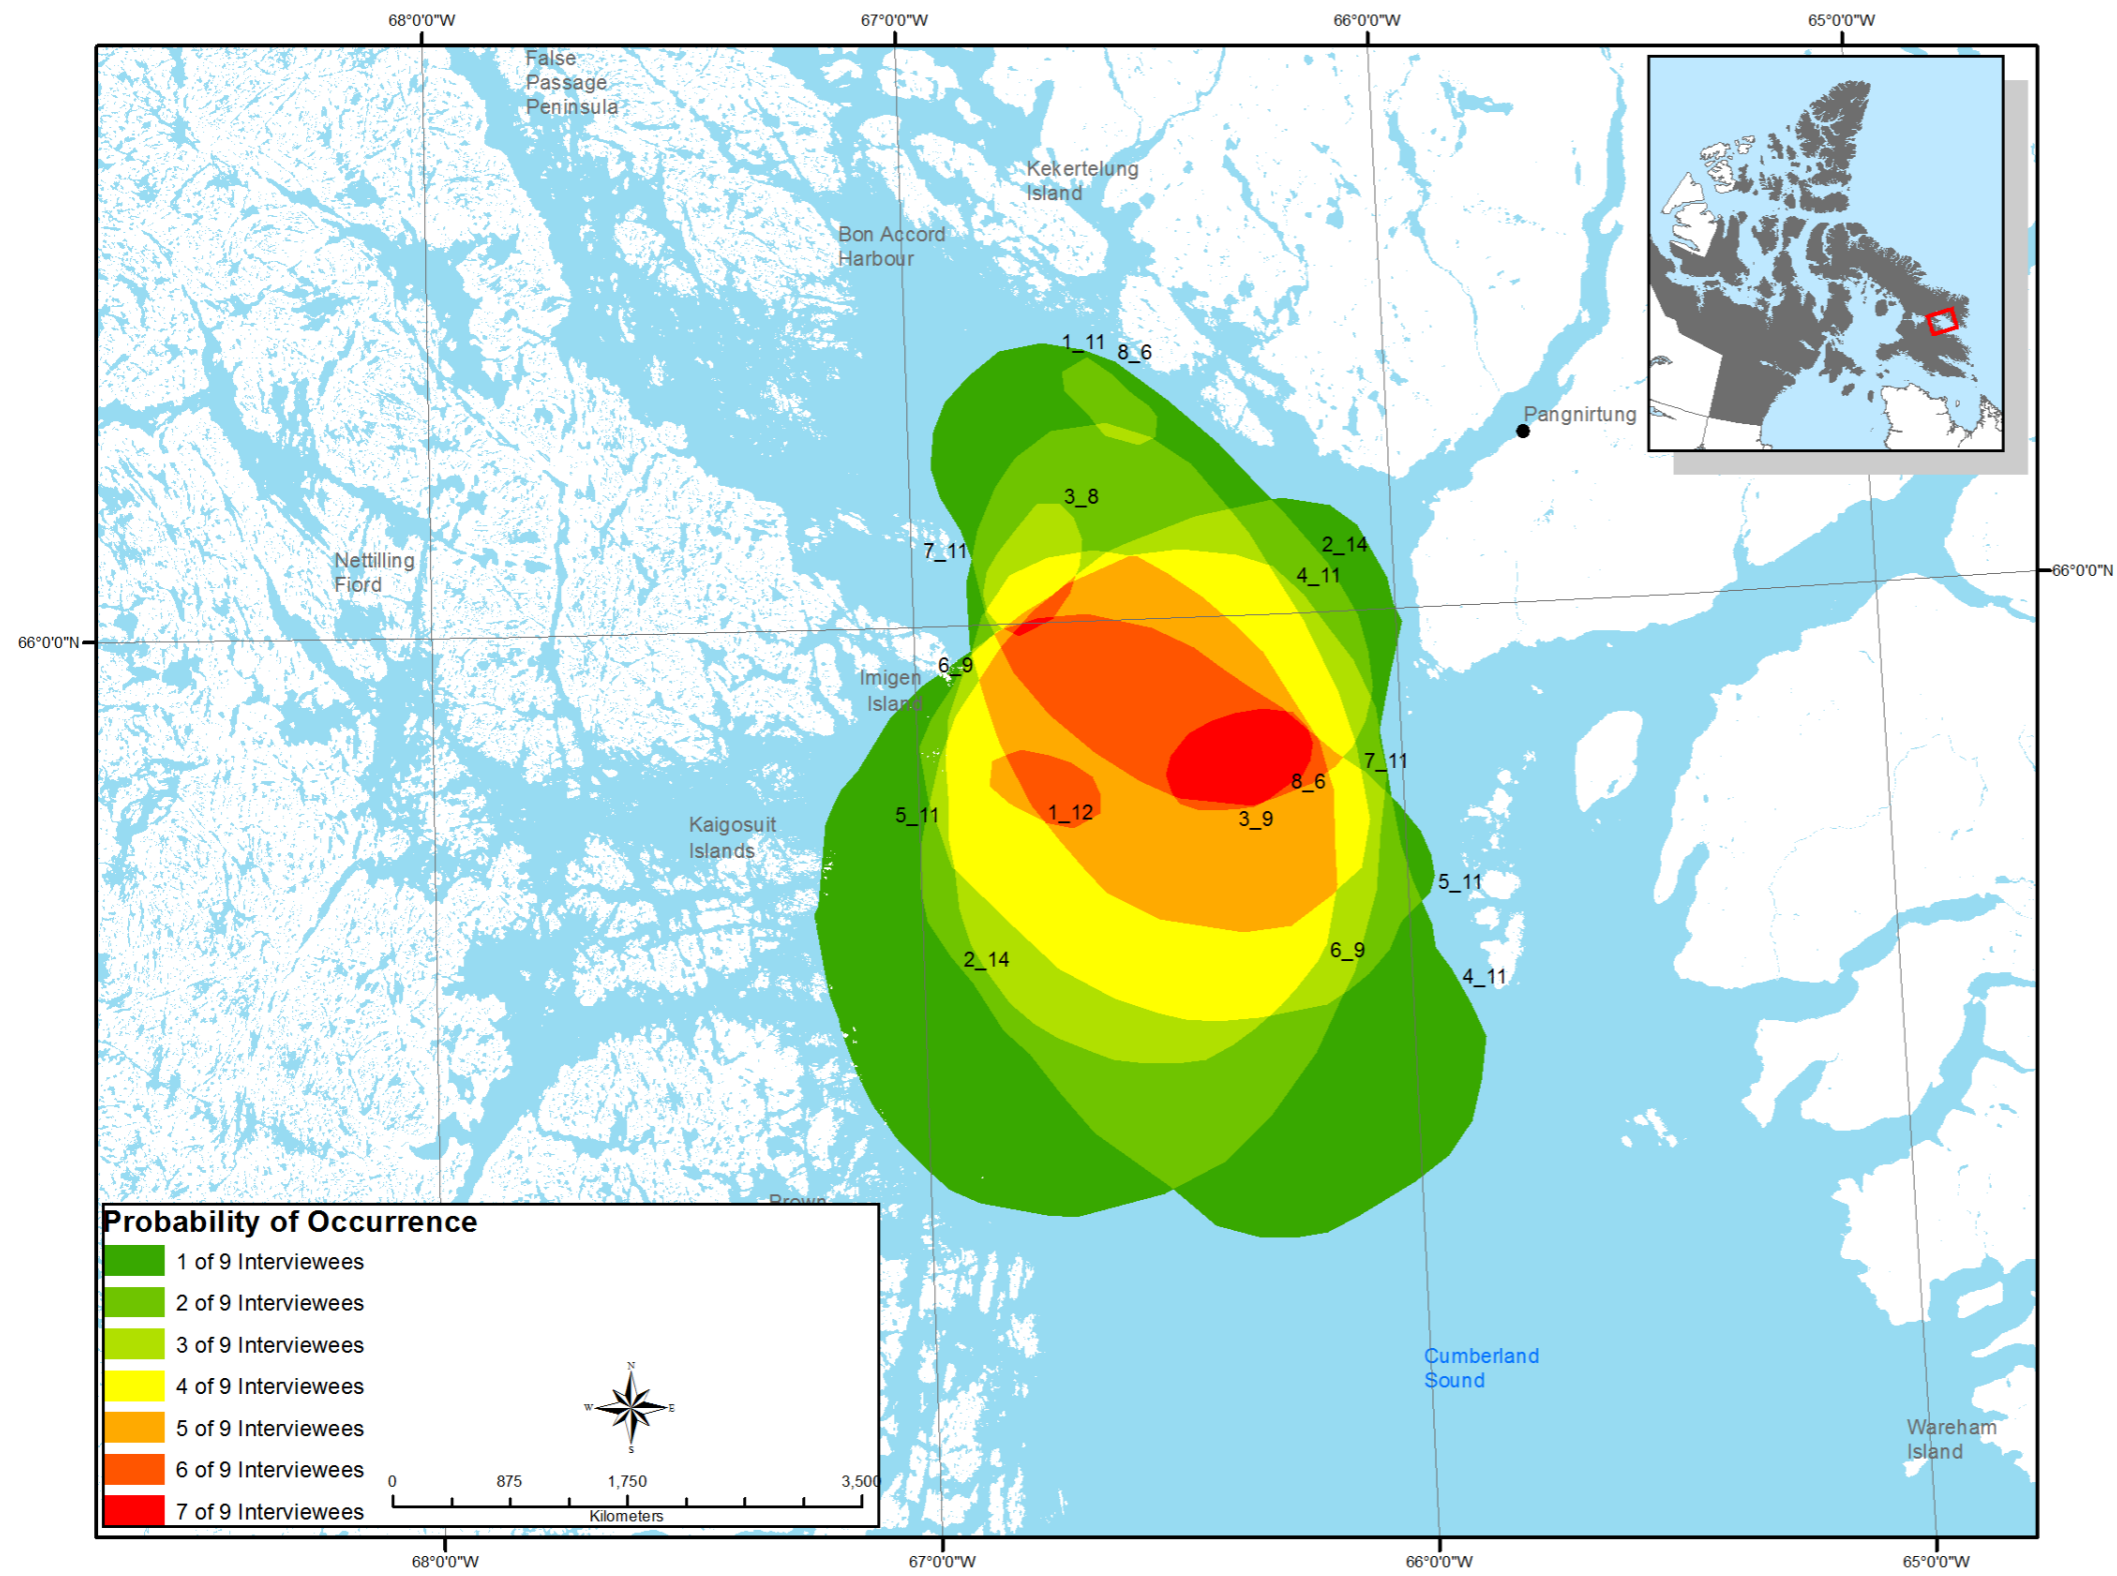 68°0'0"W
67°0'0"W
66°0'0"W
65°0'0"W
False
Passage
Peninsula
Kekertelung
Island
Bon Accord
Harbour
1_11
8_6
Pangnirtung
3_8
2_14
7_11
4_11
Nettilling
Fiord
66°0'0"N
66°0'0"N
6_9
Imigen
Island
7_11
8_6
1_12
3_9
5_11
Kaigosuit
Islands
5_11
6_9
2_14
4_11
Brown
Probability of Occurrence
1 of 9 Interviewees
2 of 9 Interviewees
3 of 9 Interviewees
4 of 9 Interviewees
5 of 9 Interviewees
6 of 9 Interviewees
7 of 9 Interviewees
N
W E
S
0 875 1,750 3,500
Kilometers
Cumberland
Sound
Wareham
Island
68°0'0"W
67°0'0"W
66°0'0"W
65°0'0"W